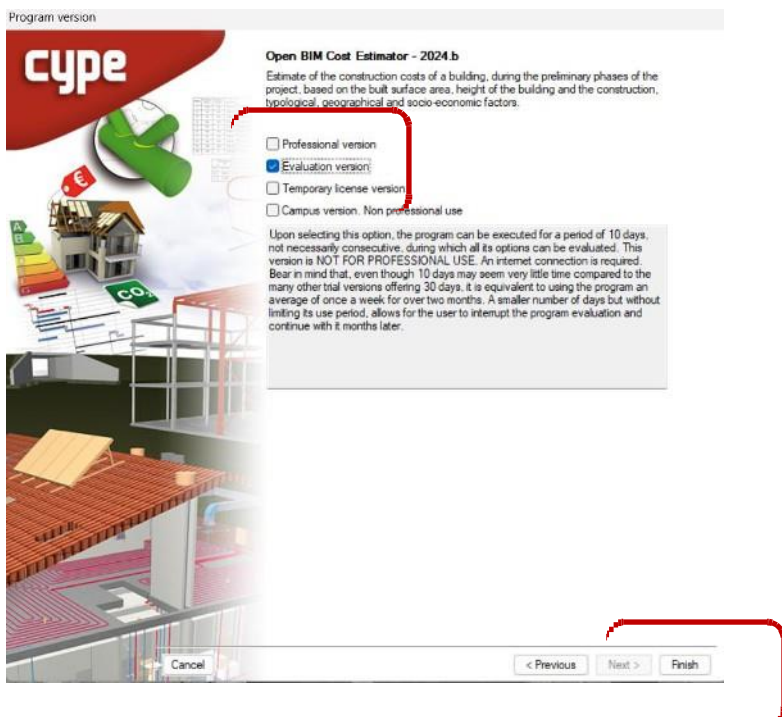 Program version
cype
Open BIM Cost Estimator - 2024.b
Estimate of the construction costs of a building, during the preliminary phases of the
project, based on the built surface area, height of the building and the construction,
typological, geographical and socio-economic factors.
Professional version
Evaluation version
Temporary license version
Campus version. Non professional use
Upon selecting this option, the program can be executed for a period of 10 days,
not necessarily consecutive, during which all its options can be evaluated. This
version is NOT FOR PROFESSIONAL USE. An internet connection is required.
Bear in mind that, even though 10 days may seem very little time compared to the
many other trial versions offering 30 days, it is equivalent to using the program an
average of once a week for over two months. A smaller number of days but without
limiting its use period, allows for the user to interrupt the program evaluation and
continue with it months later.
€
A
B
CO₂
Cancel
< Previous
Next >
Finish